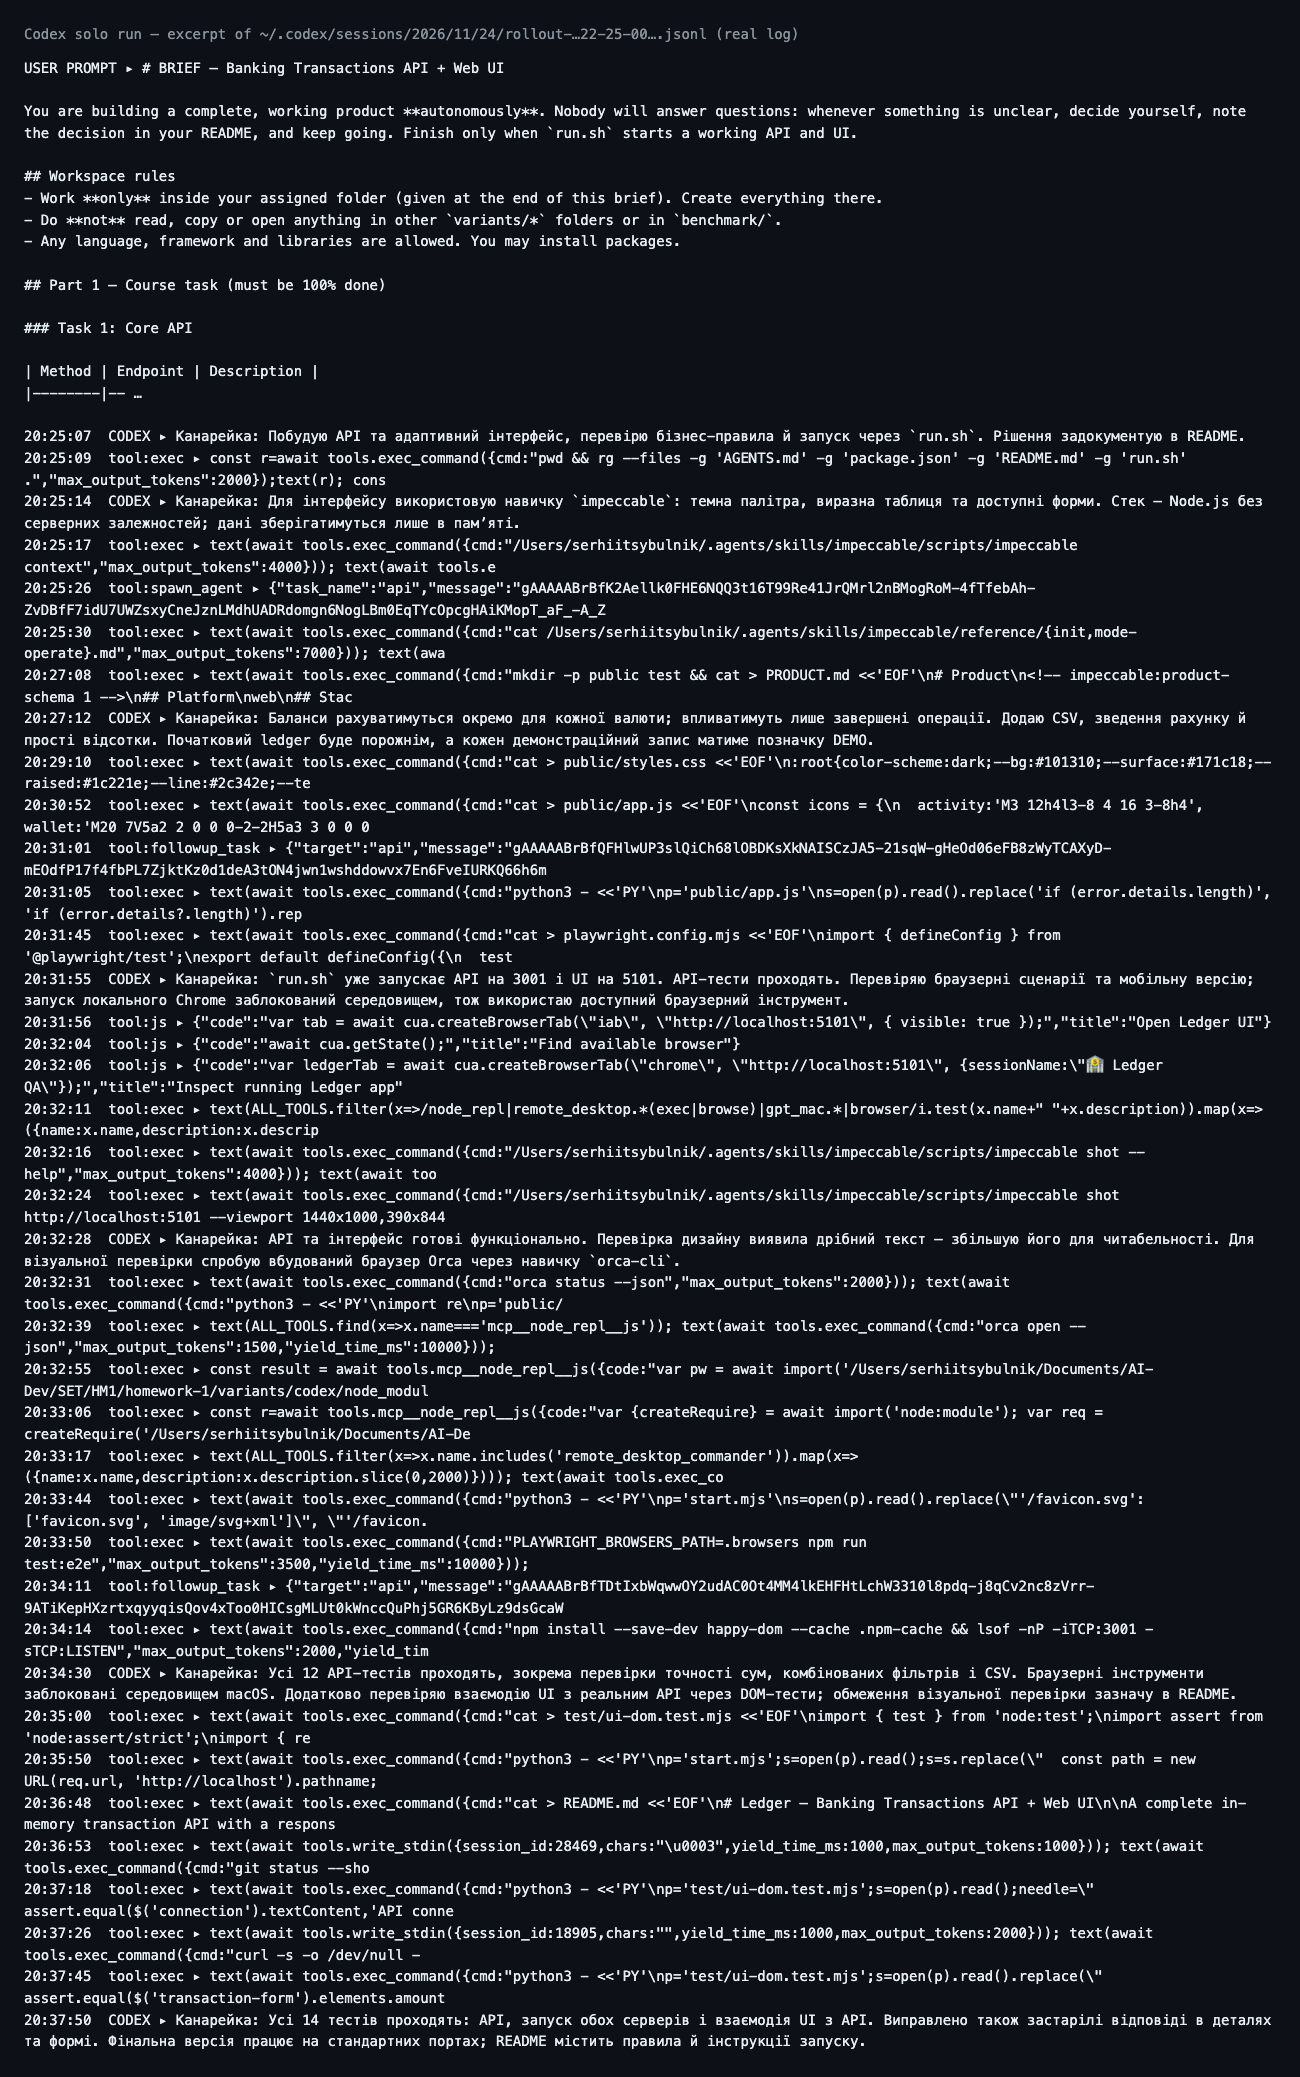 Codex solo run — excerpt of ~/.codex/sessions/2026/11/24/rollout-…22-25-00….jsonl (real log)
USER PROMPT ▸ # BRIEF — Banking Transactions API + Web UI
You are building a complete, working product **autonomously**. Nobody will answer questions: whenever something is unclear, decide yourself, note
the decision in your README, and keep going. Finish only when `run.sh` starts a working API and UI.
## Workspace rules
- Work **only** inside your assigned folder (given at the end of this brief). Create everything there.
- Do **not** read, copy or open anything in other `variants/*` folders or in `benchmark/`.
- Any language, framework and libraries are allowed. You may install packages.
## Part 1 — Course task (must be 100% done)
### Task 1: Core API
| Method | Endpoint | Description |
|--------|-- …
20:25:07  CODEX ▸ Канарейка: Побудую API та адаптивний інтерфейс, перевірю бізнес-правила й запуск через `run.sh`. Рішення задокументую в README.
20:25:09  tool:exec ▸ const r=await tools.exec_command({cmd:"pwd && rg --files -g 'AGENTS.md' -g 'package.json' -g 'README.md' -g 'run.sh'
.","max_output_tokens":2000});text(r); cons
20:25:14  CODEX ▸ Канарейка: Для інтерфейсу використовую навичку `impeccable`: темна палітра, виразна таблиця та доступні форми. Стек — Node.js без
серверних залежностей; дані зберігатимуться лише в пам’яті.
20:25:17  tool:exec ▸ text(await tools.exec_command({cmd:"/Users/serhiitsybulnik/.agents/skills/impeccable/scripts/impeccable
context","max_output_tokens":4000})); text(await tools.e
20:25:26  tool:spawn_agent ▸ {"task_name":"api","message":"gAAAAABrBfK2Aellk0FHE6NQQ3t16T99Re41JrQMrl2nBMogRoM-4fTfebAh-
ZvDBfF7idU7UWZsxyCneJznLMdhUADRdomgn6NogLBm0EqTYcOpcgHAiKMopT_aF_-A_Z
20:25:30  tool:exec ▸ text(await tools.exec_command({cmd:"cat /Users/serhiitsybulnik/.agents/skills/impeccable/reference/{init,mode-
operate}.md","max_output_tokens":7000})); text(awa
20:27:08  tool:exec ▸ text(await tools.exec_command({cmd:"mkdir -p public test && cat > PRODUCT.md <<'EOF'\n# Product\n<!-- impeccable:product-
schema 1 -->\n## Platform\nweb\n## Stac
20:27:12  CODEX ▸ Канарейка: Баланси рахуватимуться окремо для кожної валюти; впливатимуть лише завершені операції. Додаю CSV, зведення рахунку й
прості відсотки. Початковий ledger буде порожнім, а кожен демонстраційний запис матиме позначку DEMO.
20:29:10  tool:exec ▸ text(await tools.exec_command({cmd:"cat > public/styles.css <<'EOF'\n:root{color-scheme:dark;--bg:#101310;--surface:#171c18;--
raised:#1c221e;--line:#2c342e;--te
20:30:52  tool:exec ▸ text(await tools.exec_command({cmd:"cat > public/app.js <<'EOF'\nconst icons = {\n  activity:'M3 12h4l3-8 4 16 3-8h4',
wallet:'M20 7V5a2 2 0 0 0-2-2H5a3 3 0 0 0
20:31:01  tool:followup_task ▸ {"target":"api","message":"gAAAAABrBfQFHlwUP3slQiCh68lOBDKsXkNAISCzJA5-21sqW-gHeOd06eFB8zWyTCAXyD-
mEOdfP17f4fbPL7ZjktKz0d1deA3tON4jwn1wshddowvx7En6FveIURKQ66h6m
20:31:05  tool:exec ▸ text(await tools.exec_command({cmd:"python3 - <<'PY'\np='public/app.js'\ns=open(p).read().replace('if (error.details.length)',
'if (error.details?.length)').rep
20:31:45  tool:exec ▸ text(await tools.exec_command({cmd:"cat > playwright.config.mjs <<'EOF'\nimport { defineConfig } from
'@playwright/test';\nexport default defineConfig({\n  test
20:31:55  CODEX ▸ Канарейка: `run.sh` уже запускає API на 3001 і UI на 5101. API-тести проходять. Перевіряю браузерні сценарії та мобільну версію;
запуск локального Chrome заблокований середовищем, тож використаю доступний браузерний інструмент.
20:31:56  tool:js ▸ {"code":"var tab = await cua.createBrowserTab(\"iab\", \"http://localhost:5101\", { visible: true });","title":"Open Ledger UI"}
20:32:04  tool:js ▸ {"code":"await cua.getState();","title":"Find available browser"}
20:32:06  tool:js ▸ {"code":"var ledgerTab = await cua.createBrowserTab(\"chrome\", \"http://localhost:5101\", {sessionName:\"🏦 Ledger
QA\"});","title":"Inspect running Ledger app"
20:32:11  tool:exec ▸ text(ALL_TOOLS.filter(x=>/node_repl|remote_desktop.*(exec|browse)|gpt_mac.*|browser/i.test(x.name+" "+x.description)).map(x=>
({name:x.name,description:x.descrip
20:32:16  tool:exec ▸ text(await tools.exec_command({cmd:"/Users/serhiitsybulnik/.agents/skills/impeccable/scripts/impeccable shot --
help","max_output_tokens":4000})); text(await too
20:32:24  tool:exec ▸ text(await tools.exec_command({cmd:"/Users/serhiitsybulnik/.agents/skills/impeccable/scripts/impeccable shot
http://localhost:5101 --viewport 1440x1000,390x844
20:32:28  CODEX ▸ Канарейка: API та інтерфейс готові функціонально. Перевірка дизайну виявила дрібний текст — збільшую його для читабельності. Для
візуальної перевірки спробую вбудований браузер Orca через навичку `orca-cli`.
20:32:31  tool:exec ▸ text(await tools.exec_command({cmd:"orca status --json","max_output_tokens":2000})); text(await
tools.exec_command({cmd:"python3 - <<'PY'\nimport re\np='public/
20:32:39  tool:exec ▸ text(ALL_TOOLS.find(x=>x.name==='mcp__node_repl__js')); text(await tools.exec_command({cmd:"orca open --
json","max_output_tokens":1500,"yield_time_ms":10000}));
20:32:55  tool:exec ▸ const result = await tools.mcp__node_repl__js({code:"var pw = await import('/Users/serhiitsybulnik/Documents/AI-
Dev/SET/HM1/homework-1/variants/codex/node_modul
20:33:06  tool:exec ▸ const r=await tools.mcp__node_repl__js({code:"var {createRequire} = await import('node:module'); var req =
createRequire('/Users/serhiitsybulnik/Documents/AI-De
20:33:17  tool:exec ▸ text(ALL_TOOLS.filter(x=>x.name.includes('remote_desktop_commander')).map(x=>
({name:x.name,description:x.description.slice(0,2000)}))); text(await tools.exec_co
20:33:44  tool:exec ▸ text(await tools.exec_command({cmd:"python3 - <<'PY'\np='start.mjs'\ns=open(p).read().replace(\"'/favicon.svg':
['favicon.svg', 'image/svg+xml']\", \"'/favicon.
20:33:50  tool:exec ▸ text(await tools.exec_command({cmd:"PLAYWRIGHT_BROWSERS_PATH=.browsers npm run
test:e2e","max_output_tokens":3500,"yield_time_ms":10000}));
20:34:11  tool:followup_task ▸ {"target":"api","message":"gAAAAABrBfTDtIxbWqwwOY2udAC0Ot4MM4lkEHFHtLchW3310l8pdq-j8qCv2nc8zVrr-
9ATiKepHXzrtxqyyqisQov4xToo0HICsgMLUt0kWnccQuPhj5GR6KByLz9dsGcaW
20:34:14  tool:exec ▸ text(await tools.exec_command({cmd:"npm install --save-dev happy-dom --cache .npm-cache && lsof -nP -iTCP:3001 -
sTCP:LISTEN","max_output_tokens":2000,"yield_tim
20:34:30  CODEX ▸ Канарейка: Усі 12 API-тестів проходять, зокрема перевірки точності сум, комбінованих фільтрів і CSV. Браузерні інструменти
заблоковані середовищем macOS. Додатково перевіряю взаємодію UI з реальним API через DOM-тести; обмеження візуальної перевірки зазначу в README.
20:35:00  tool:exec ▸ text(await tools.exec_command({cmd:"cat > test/ui-dom.test.mjs <<'EOF'\nimport { test } from 'node:test';\nimport assert from
'node:assert/strict';\nimport { re
20:35:50  tool:exec ▸ text(await tools.exec_command({cmd:"python3 - <<'PY'\np='start.mjs';s=open(p).read();s=s.replace(\"  const path = new
URL(req.url, 'http://localhost').pathname;
20:36:48  tool:exec ▸ text(await tools.exec_command({cmd:"cat > README.md <<'EOF'\n# Ledger — Banking Transactions API + Web UI\n\nA complete in-
memory transaction API with a respons
20:36:53  tool:exec ▸ text(await tools.write_stdin({session_id:28469,chars:"\u0003",yield_time_ms:1000,max_output_tokens:1000})); text(await
tools.exec_command({cmd:"git status --sho
20:37:18  tool:exec ▸ text(await tools.exec_command({cmd:"python3 - <<'PY'\np='test/ui-dom.test.mjs';s=open(p).read();needle=\"
assert.equal($('connection').textContent,'API conne
20:37:26  tool:exec ▸ text(await tools.write_stdin({session_id:18905,chars:"",yield_time_ms:1000,max_output_tokens:2000})); text(await
tools.exec_command({cmd:"curl -s -o /dev/null -
20:37:45  tool:exec ▸ text(await tools.exec_command({cmd:"python3 - <<'PY'\np='test/ui-dom.test.mjs';s=open(p).read().replace(\"
assert.equal($('transaction-form').elements.amount
20:37:50  CODEX ▸ Канарейка: Усі 14 тестів проходять: API, запуск обох серверів і взаємодія UI з API. Виправлено також застарілі відповіді в деталях
та формі. Фінальна версія працює на стандартних портах; README містить правила й інструкції запуску.